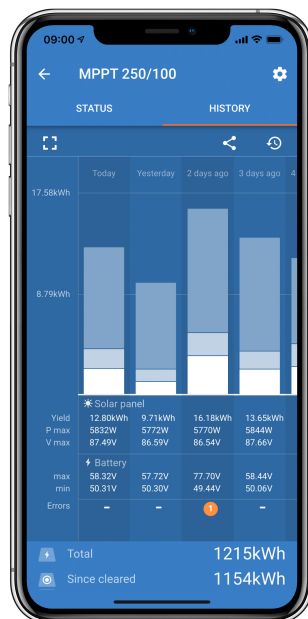 09:00
MPPT 250/100
STATUS HISTORY
Today Yesterday 2 days ago 3 days ago 4
17.58kWh
8.79kWh
Solar panel
Yield 12.80kWh 9.71kWh 16.18kWh 13.65kWh
P max 5832W 5772W 5770W 5844W
V max 87.49V 86.59V 86.54V 87.66V
Battery
max 58.32V 57.72V 77.70V 58.44V
min 50.31V 50.30V 49.44V 50.06V
Errors - - 1 -
Total 1215kWh
Since cleared 1154kWh